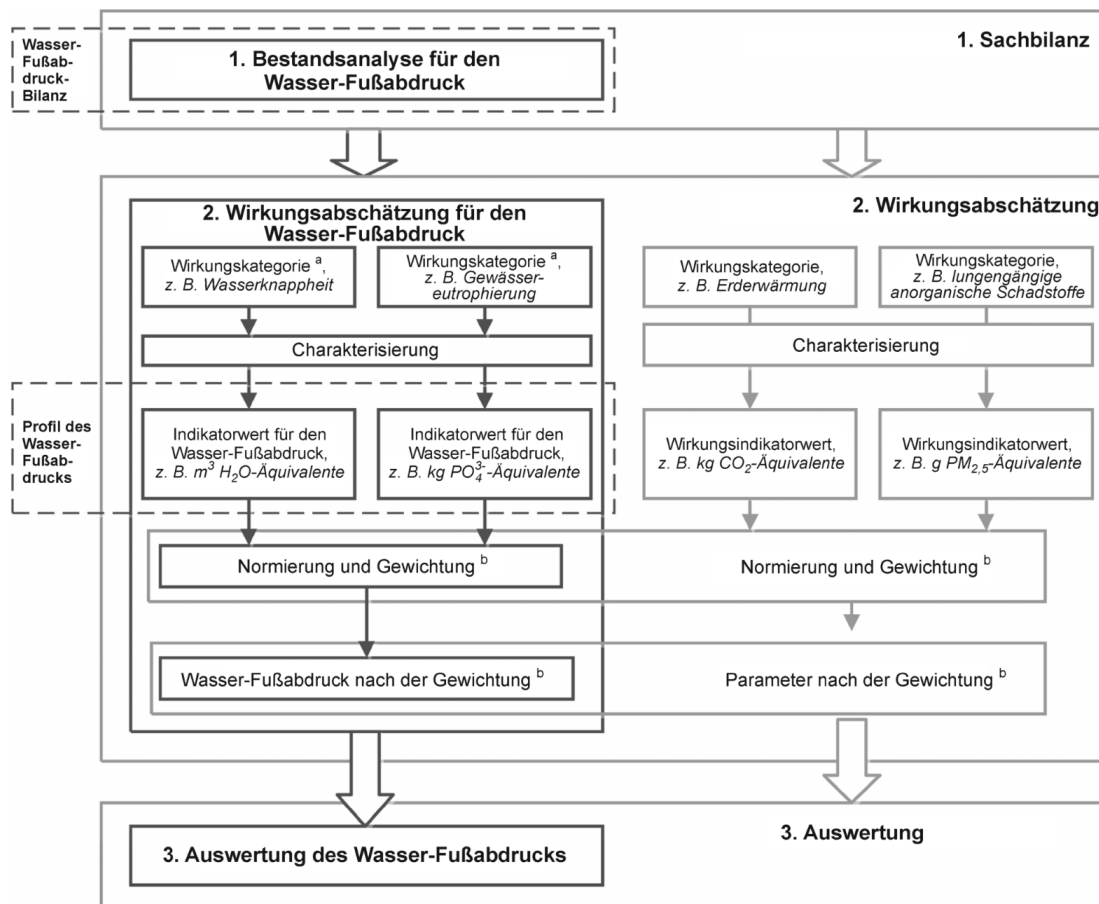 Wasser-
Fußab-
druck-
Bilanz
1. Bestandsanalyse für den
Wasser-Fußabdruck
1. Sachbilanz
2. Wirkungsabschätzung für den
Wasser-Fußabdruck
2. Wirkungsabschätzung
Wirkungskategorie a,
z. B. Wasserknappheit
Wirkungskategorie a,
z. B. Gewässer-
eutrophierung
Wirkungskategorie,
z. B. Erderwärmung
Wirkungskategorie,
z. B. lungengängige
anorganische Schadstoffe
Charakterisierung
Charakterisierung
Profil des
Wasser-
Fußab-
drucks
Indikatorwert für den
Wasser-Fußabdruck,
z. B. m³ H₂O-Äquivalente
Indikatorwert für den
Wasser-Fußabdruck,
z. B. kg PO₄³⁻-Äquivalente
Wirkungsindikatorwert,
z. B. kg CO₂-Äquivalente
Wirkungsindikatorwert,
z. B. g PM₂,₅-Äquivalente
Normierung und Gewichtung b
Normierung und Gewichtung b
Wasser-Fußabdruck nach der Gewichtung b
Parameter nach der Gewichtung b
3. Auswertung des Wasser-Fußabdrucks
3. Auswertung